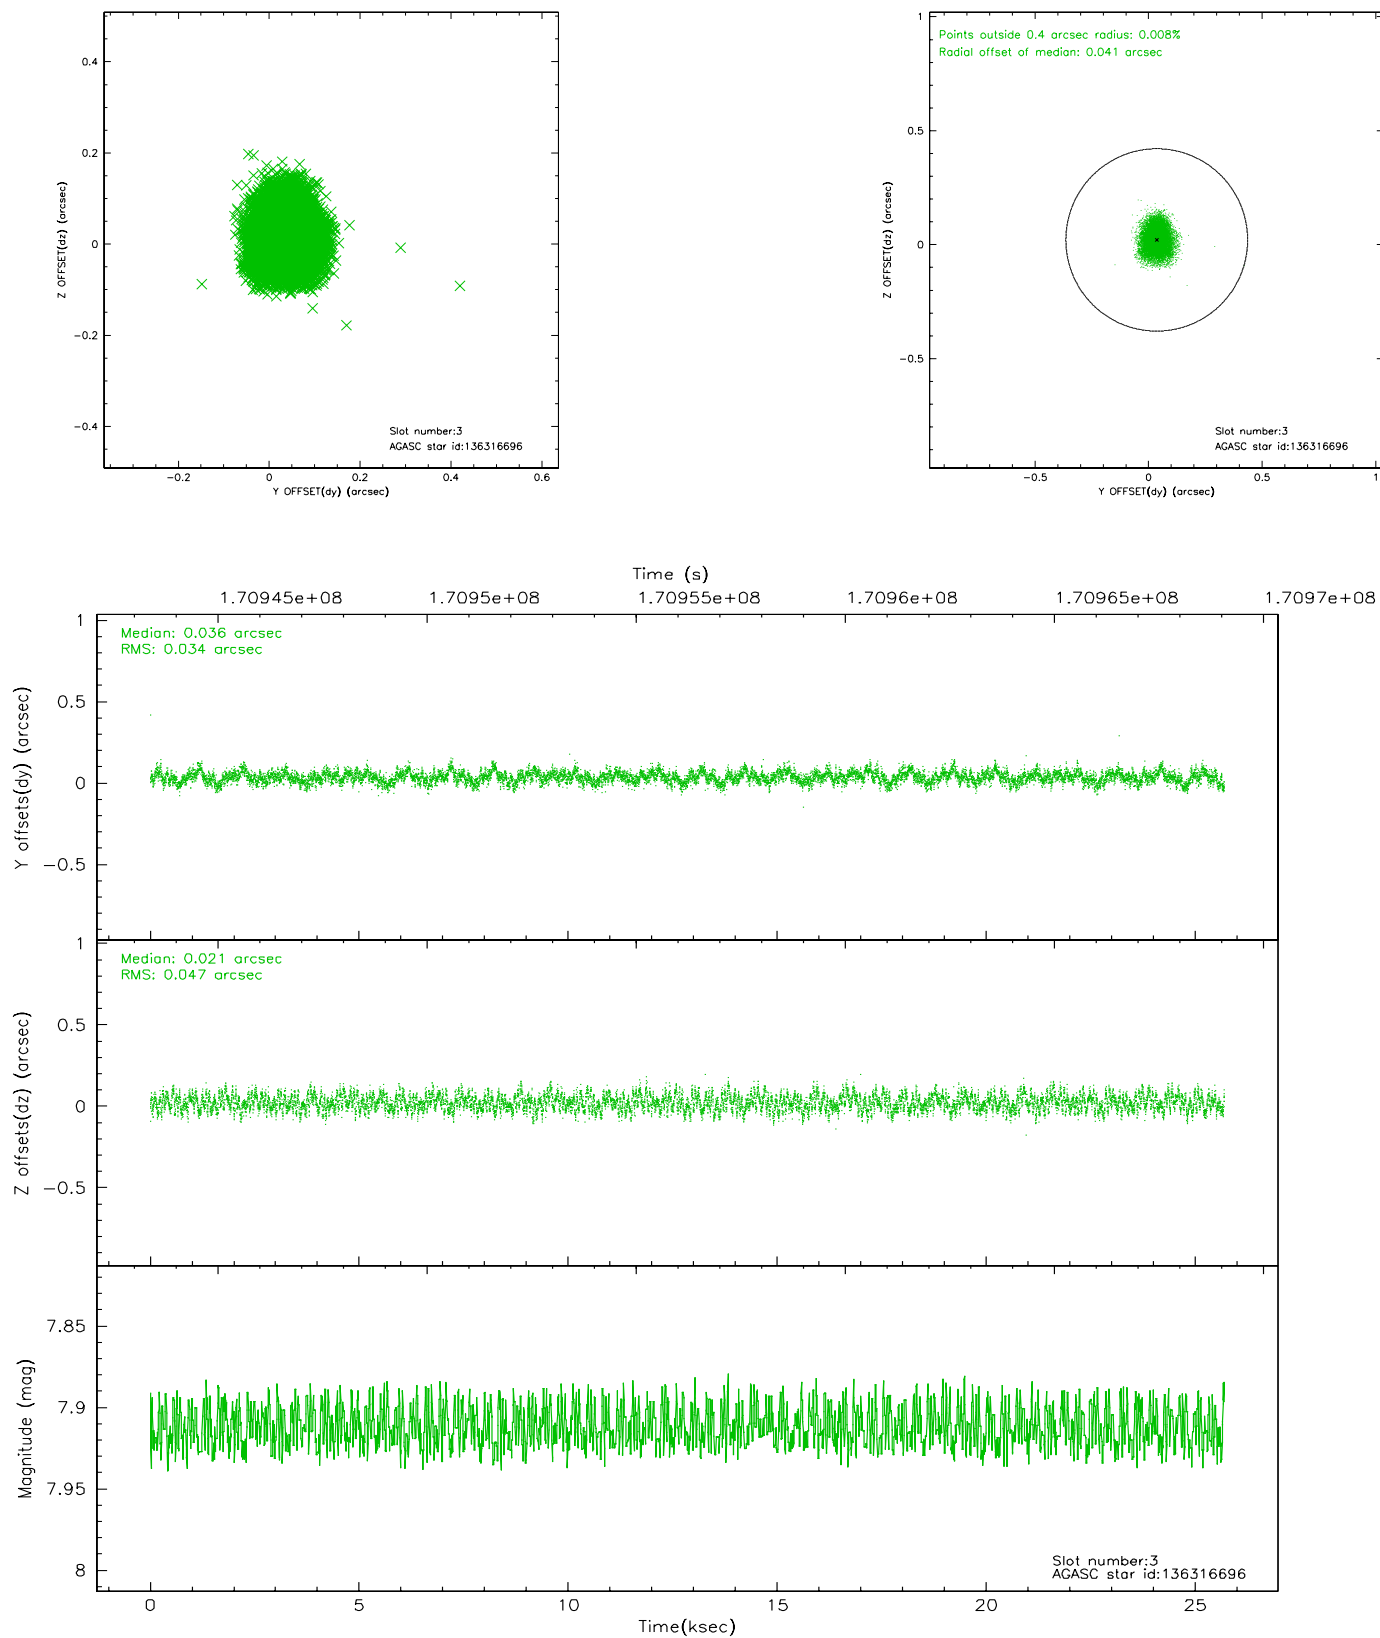 0.4
0.2
0
−0.2
−0.4
Z OFFSET(dz) (arcsec)
Slot number:3
AGASC star id:136316696
−0.2
0
0.2
0.4
0.6
Y OFFSET(dy) (arcsec)
Points outside 0.4 arcsec radius: 0.008%
Radial offset of median: 0.041 arcsec
1
0.5
0
−0.5
Z OFFSET(dz) (arcsec)
Slot number:3
AGASC star id:136316696
−0.5
0
0.5
1
Y OFFSET(dy) (arcsec)
Time (s)
1.70945e+08
1.7095e+08
1.70955e+08
1.7096e+08
1.70965e+08
1.7097e+08
Median: 0.036 arcsec
RMS: 0.034 arcsec
1
0.5
0
−0.5
Y offsets(dy) (arcsec)
Median: 0.021 arcsec
RMS: 0.047 arcsec
1
0.5
0
−0.5
Z offsets(dz) (arcsec)
7.85
7.9
7.95
8
Magnitude (mag)
Slot number:3
AGASC star id:136316696
0
5
10
15
20
25
Time(ksec)